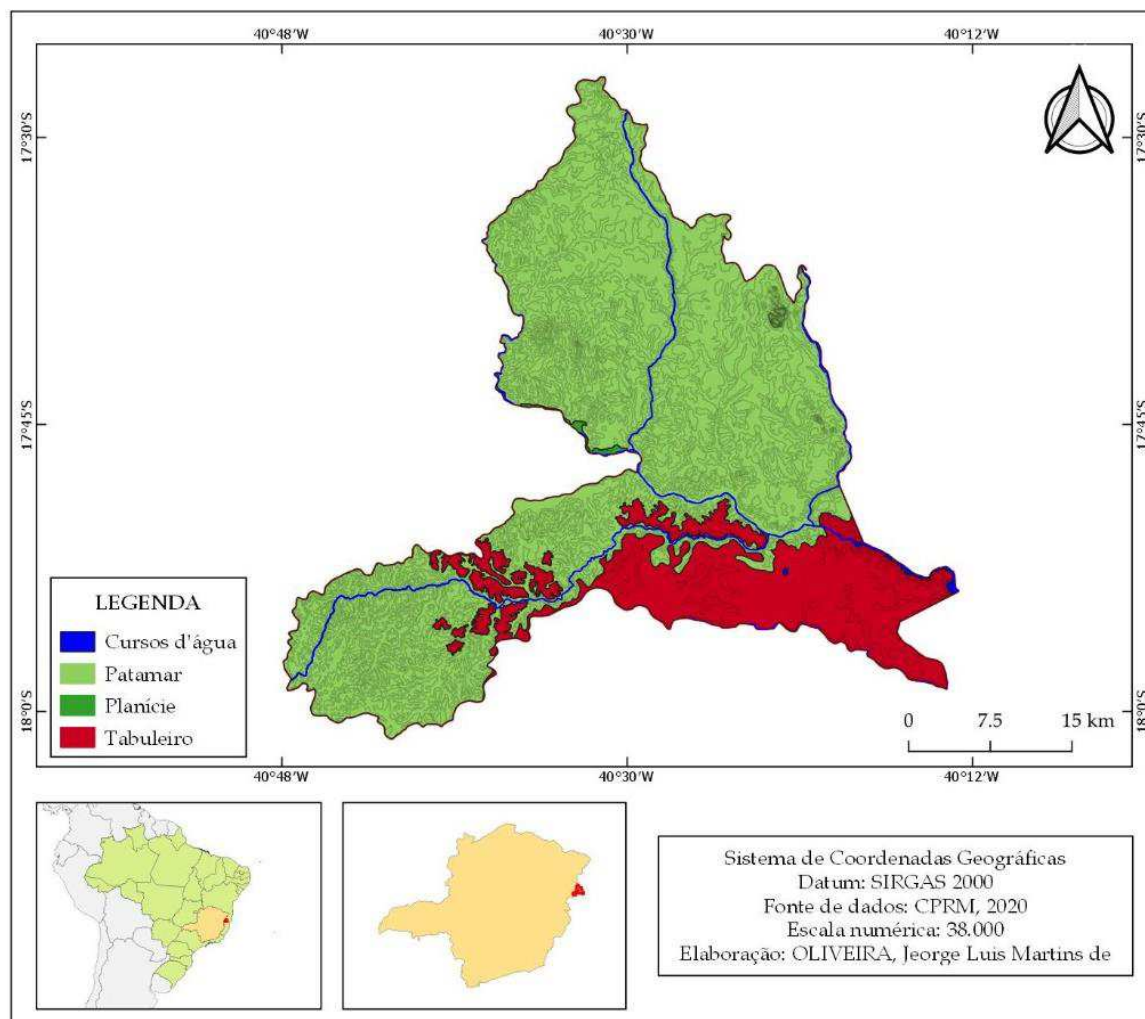 40°48'W 40°30'W 40°12'W
17°30'S 17°30'S
17°45'S 17°45'S
LEGENDA
Cursos d'água
Patamar
Planície
Tabuleiro
0 7.5 15 km
18°0'S 18°0'S
40°48'W 40°30'W 40°12'W
Sistema de Coordenadas Geográficas
Datum: SIRGAS 2000
Fonte de dados: CPRM, 2020
Escala numérica: 38.000
Elaboração: OLIVEIRA, Jeorge Luis Martins de